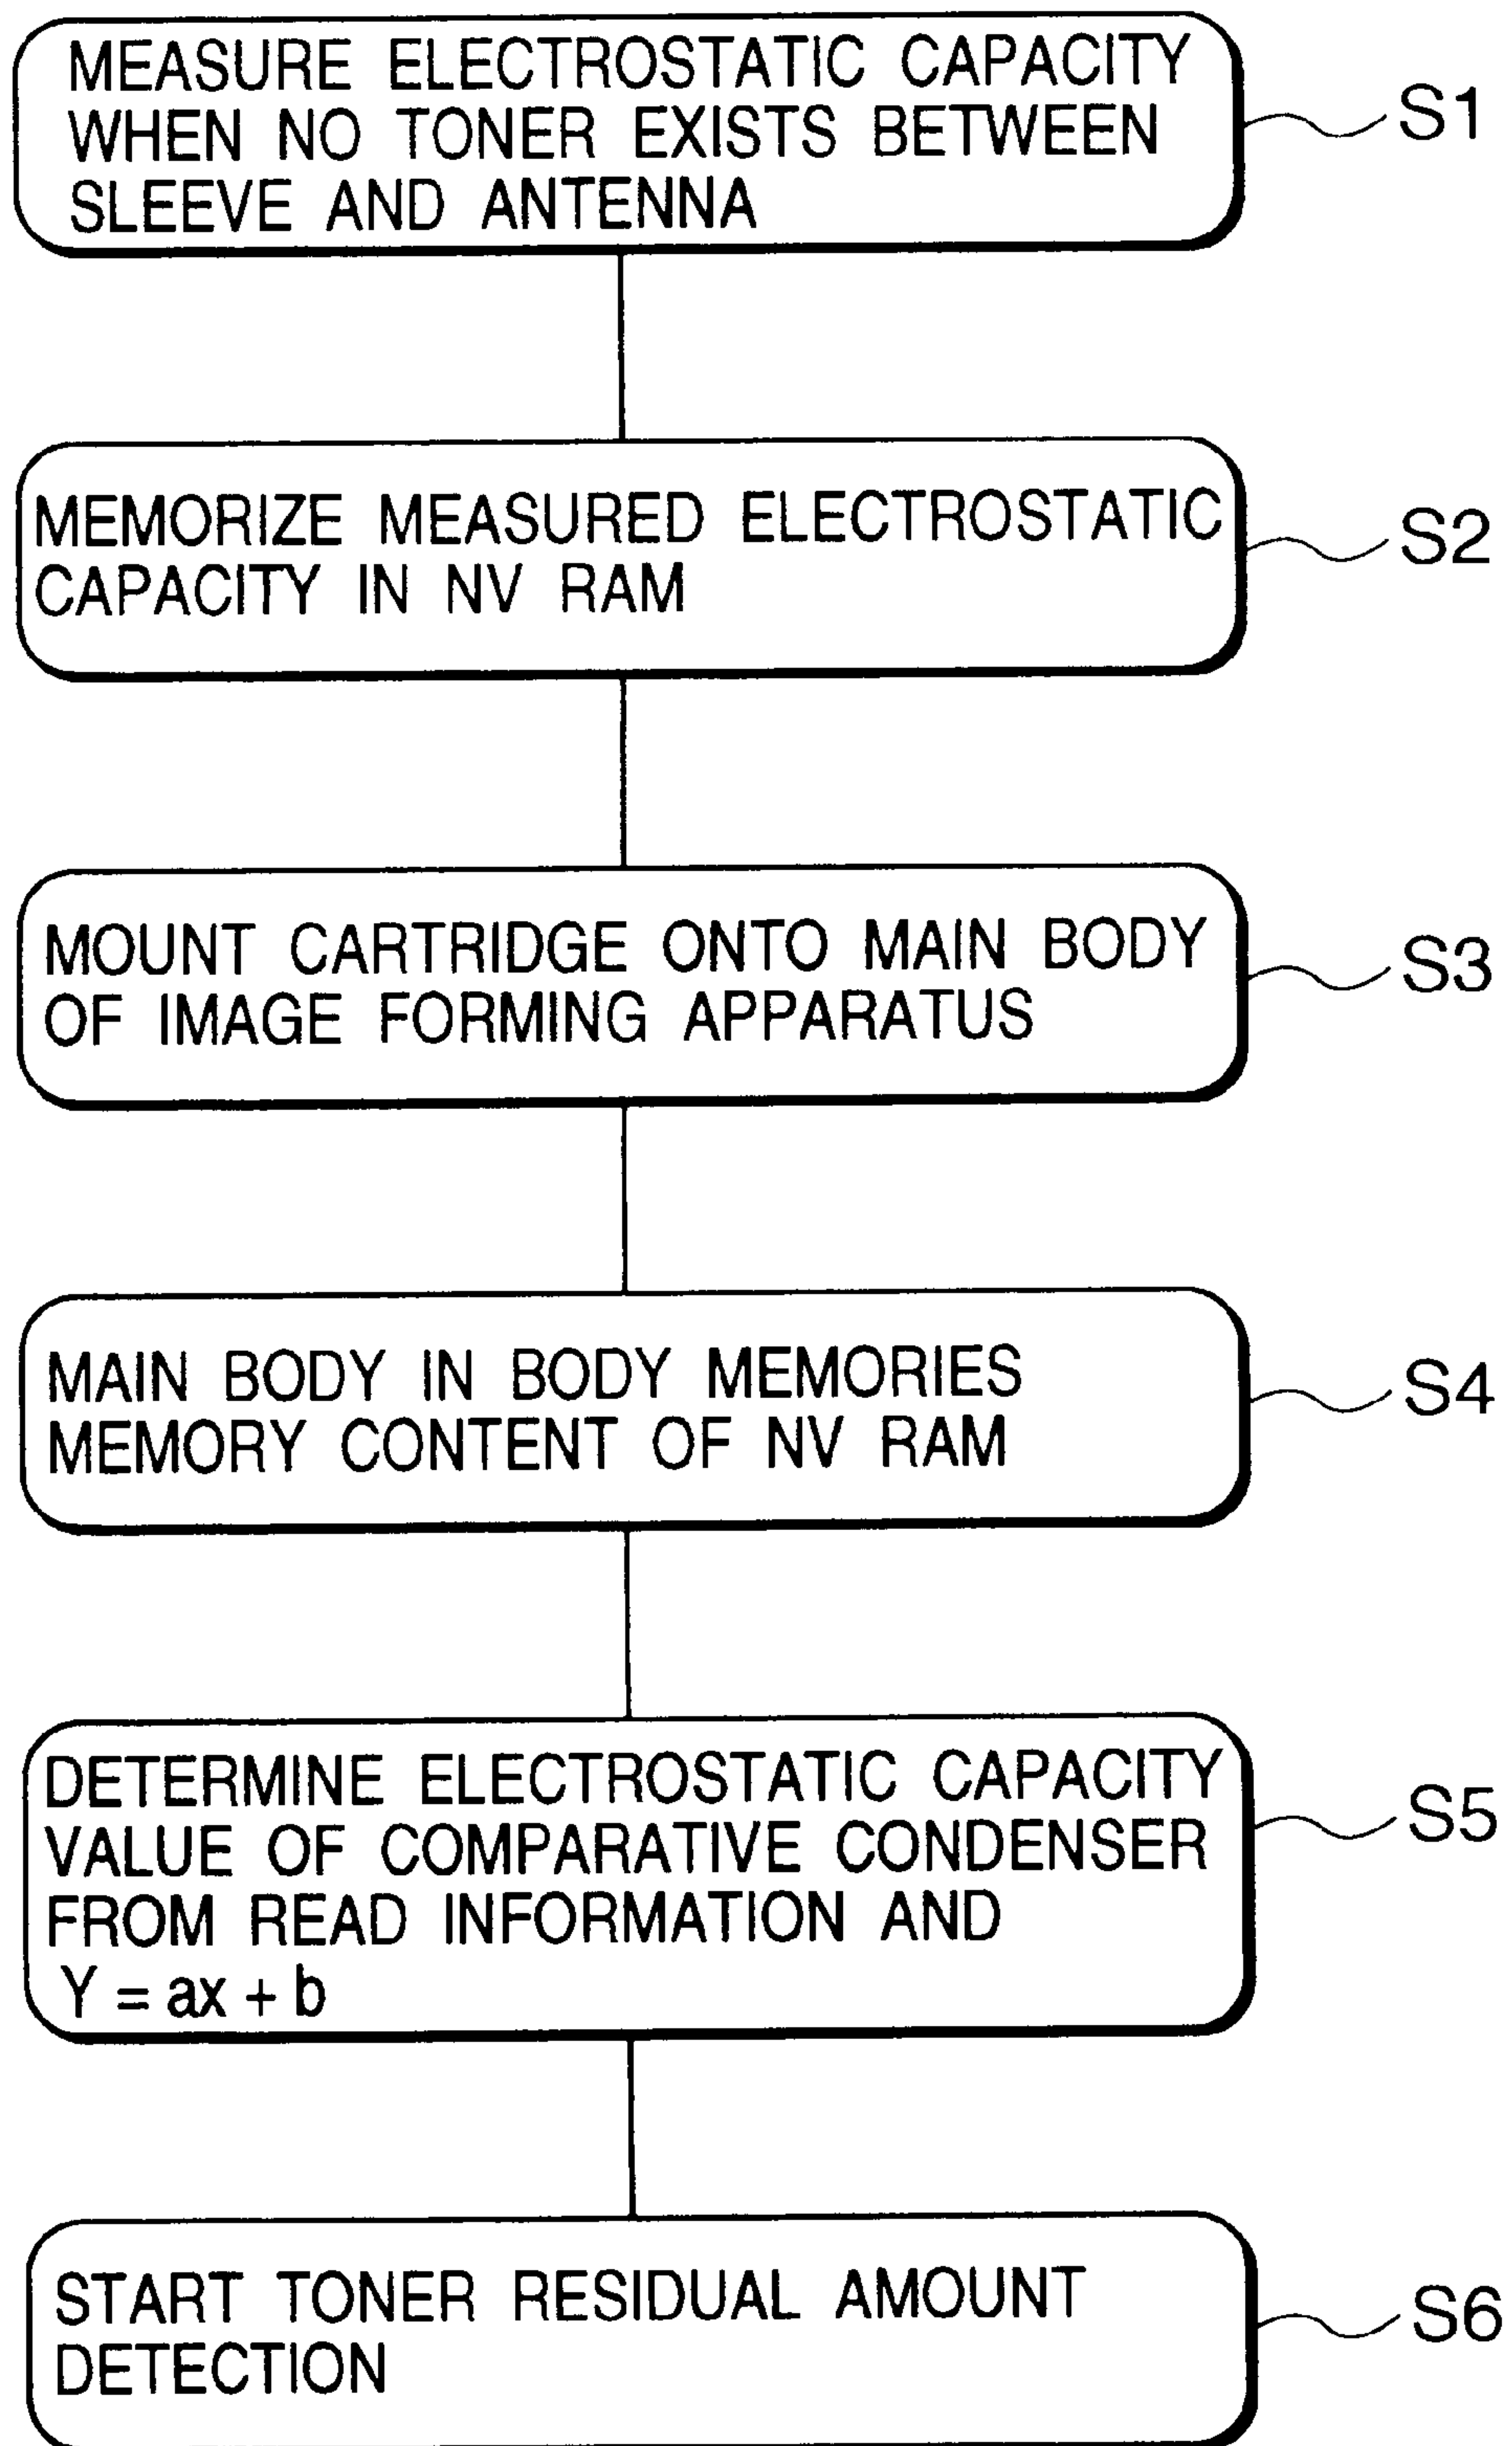 MEASURE ELECTROSTATIC CAPACITY
WHEN NO TONER EXISTS BETWEEN
SLEEVE AND ANTENNA
S1
MEMORIZE MEASURED ELECTROSTATIC
CAPACITY IN NV RAM
S2
MOUNT CARTRIDGE ONTO MAIN BODY
OF IMAGE FORMING APPARATUS
S3
MAIN BODY IN BODY MEMORIES
MEMORY CONTENT OF NV RAM
S4
DETERMINE ELECTROSTATIC CAPACITY
VALUE OF COMPARATIVE CONDENSER
FROM READ INFORMATION AND
Y = ax + b
S5
START TONER RESIDUAL AMOUNT
DETECTION
S6